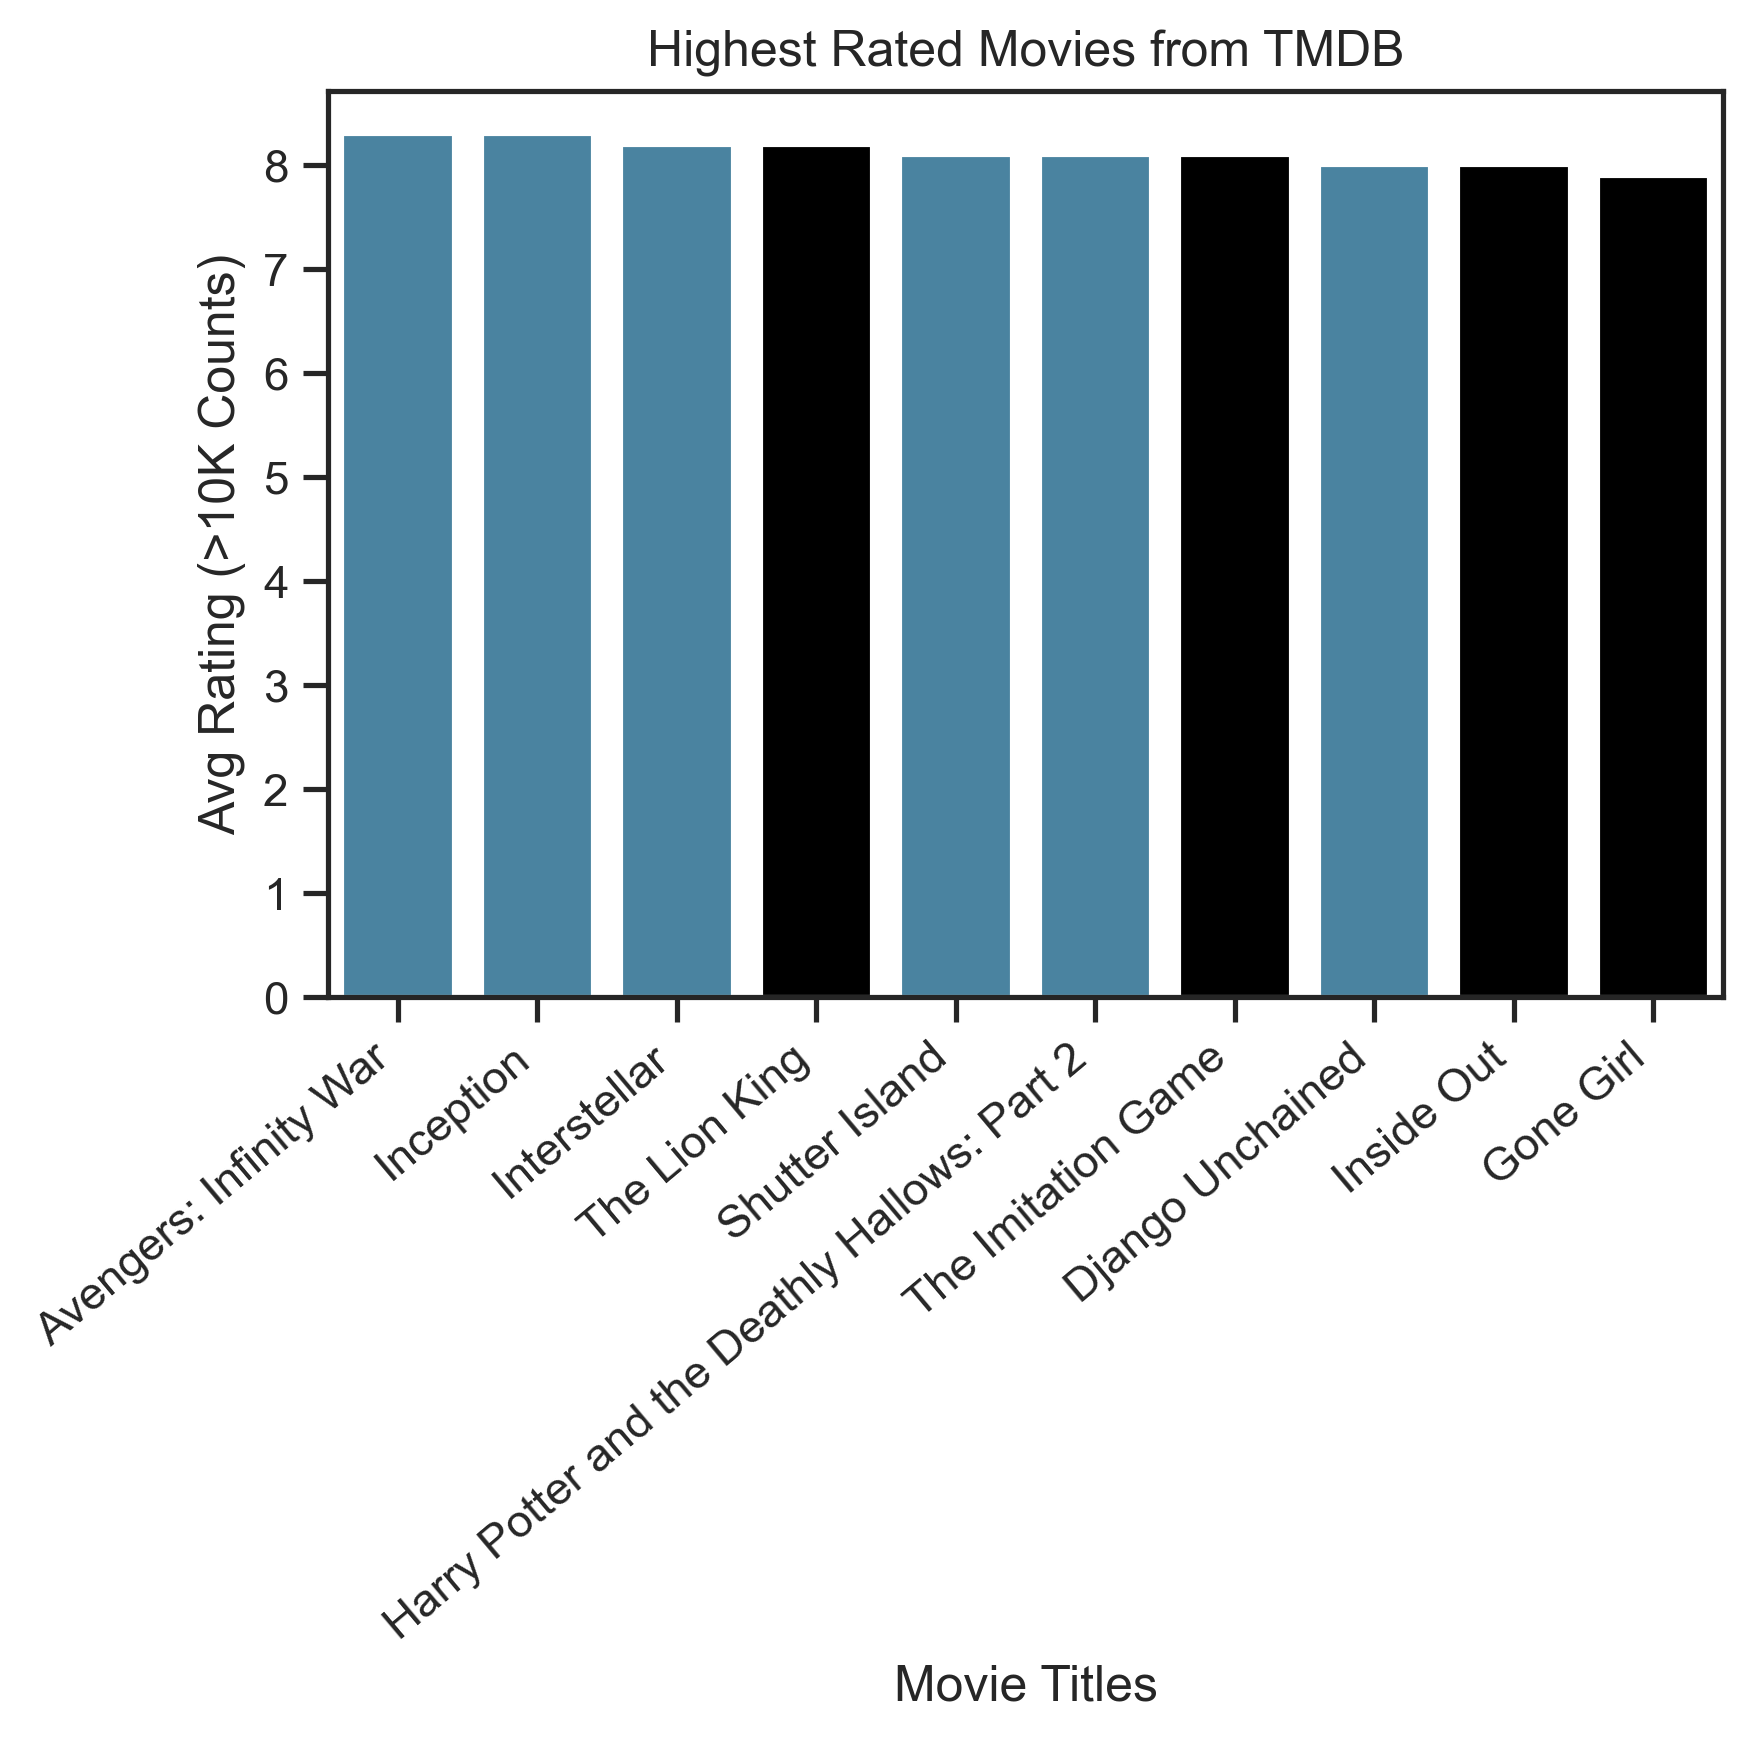 Highest Rated Movies from TMDB
Avg Rating (>10K Counts)
8
7
6
5
4
3
2
1
0
Avengers: Infinity War
Inception
Interstellar
The Lion King
Shutter Island
Harry Potter and the Deathly Hallows: Part 2
The Imitation Game
Django Unchained
Inside Out
Gone Girl
Movie Titles